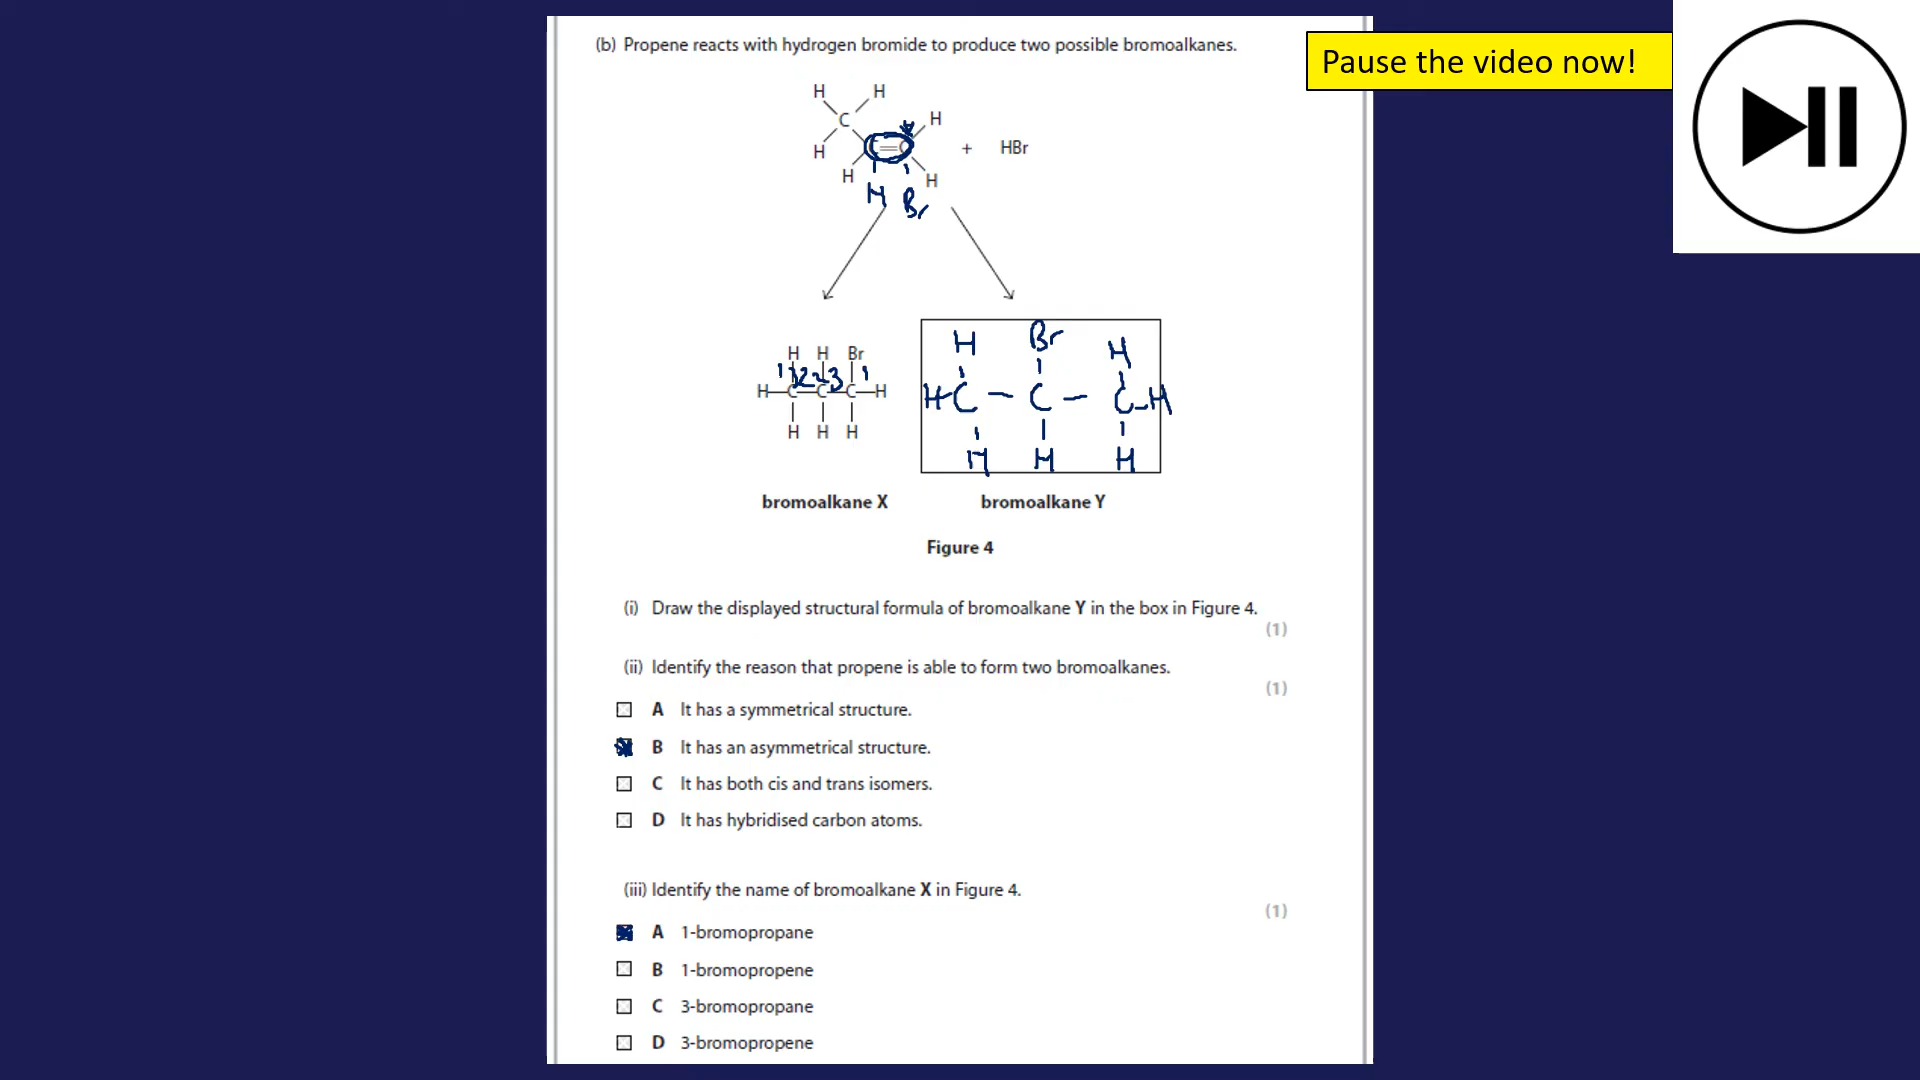 (b) Propene reacts with hydrogen bromide to produce two possible bromoalkanes.
Pause the video now!
H H
C H
H C=C + HBr
H H
H Br
H Br H
H H Br
1 2 3 1
H C C C H
H C - C - C - H
H H H
H H H
bromoalkane X bromoalkane Y
Figure 4
(i) Draw the displayed structural formula of bromoalkane Y in the box in Figure 4.
(1)
(ii) Identify the reason that propene is able to form two bromoalkanes.
(1)
A It has a symmetrical structure.
B It has an asymmetrical structure.
C It has both cis and trans isomers.
D It has hybridised carbon atoms.
(iii) Identify the name of bromoalkane X in Figure 4.
(1)
A 1-bromopropane
B 1-bromopropene
C 3-bromopropane
D 3-bromopropene